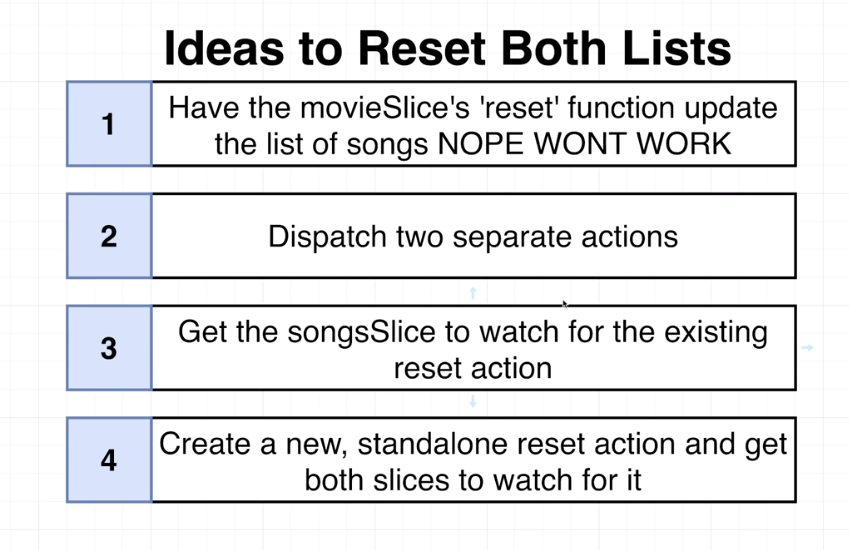 Ideas to Reset Both Lists
1
Have the movieSlice's 'reset' function update
the list of songs NOPE WONT WORK
2
Dispatch two separate actions
3
Get the songsSlice to watch for the existing
reset action
4
Create a new, standalone reset action and get
both slices to watch for it